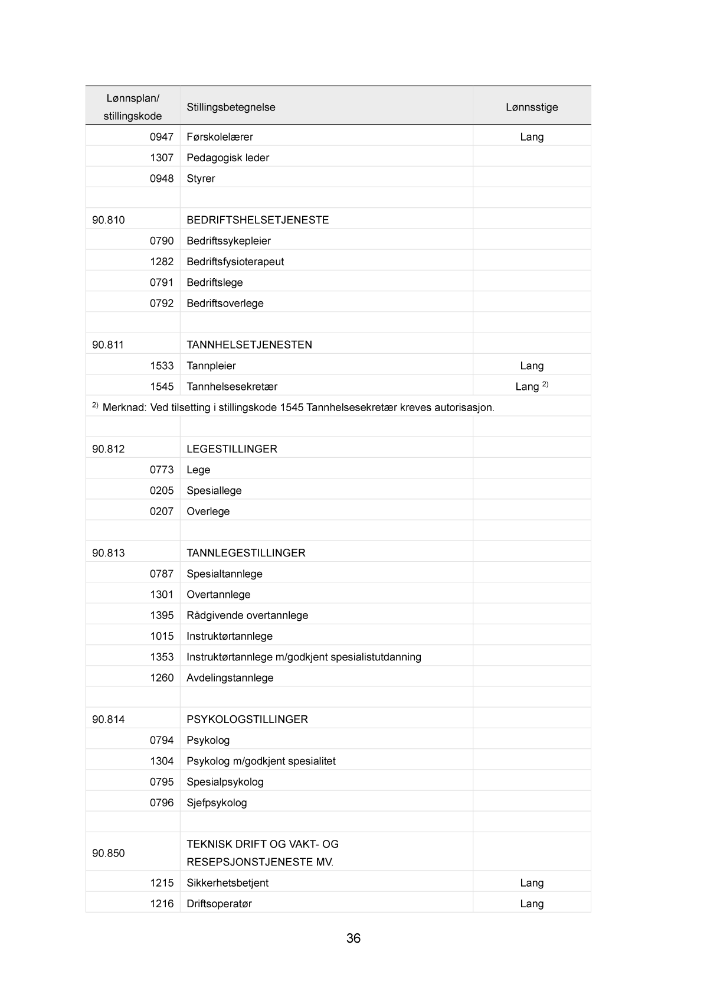 Lønnsplan/
stillingskode
Stillingsbetegnelse
Lønnsstige
0947 Førskolelærer Lang
1307 Pedagogisk leder
0948 Styrer
90.810 BEDRIFTSHELSETJENESTE
0790 Bedriftssykepleier
1282 Bedriftsfysioterapeut
0791 Bedriftslege
0792 Bedriftsoverlege
90.811 TANNHELSETJENESTEN
1533 Tannpleier Lang
1545 Tannhelsesekretær Lang 2)
2) Merknad: Ved tilsetting i stillingskode 1545 Tannhelsesekretær kreves autorisasjon.
90.812 LEGESTILLINGER
0773 Lege
0205 Spesiallege
0207 Overlege
90.813 TANNLEGESTILLINGER
0787 Spesialtannlege
1301 Overtannlege
1395 Rådgivende overtannlege
1015 Instruktørtannlege
1353 Instruktørtannlege m/godkjent spesialistutdanning
1260 Avdelingstannlege
90.814 PSYKOLOGSTILLINGER
0794 Psykolog
1304 Psykolog m/godkjent spesialitet
0795 Spesialpsykolog
0796 Sjefpsykolog
90.850
TEKNISK DRIFT OG VAKT- OG
RESEPSJONSTJENESTE MV.
1215 Sikkerhetsbetjent Lang
1216 Driftsoperatør Lang
36